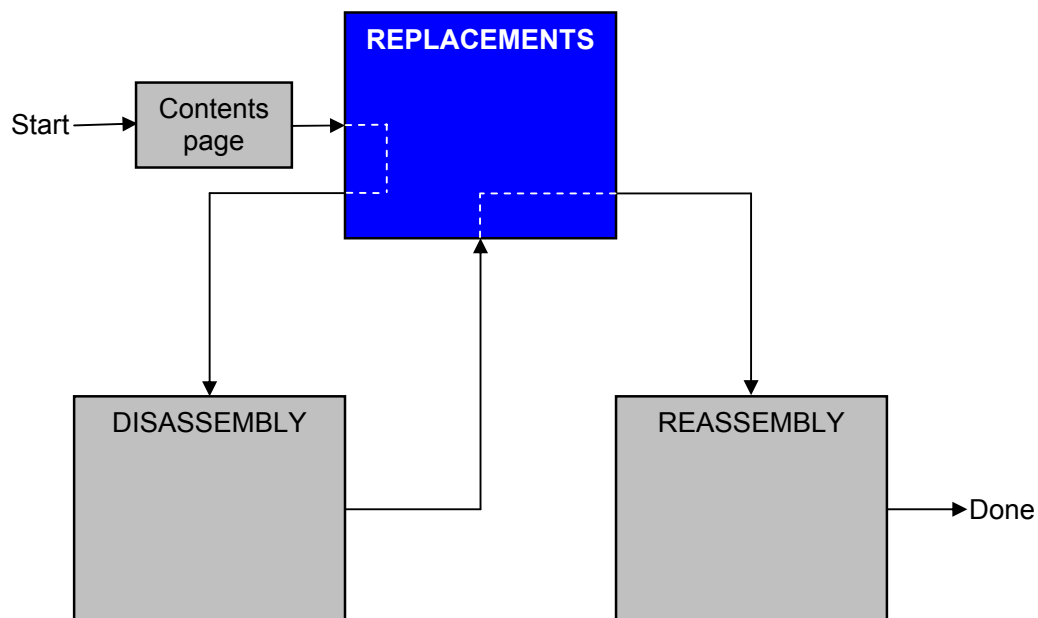 REPLACEMENTS
Start
Contents
page
DISASSEMBLY
REASSEMBLY
Done